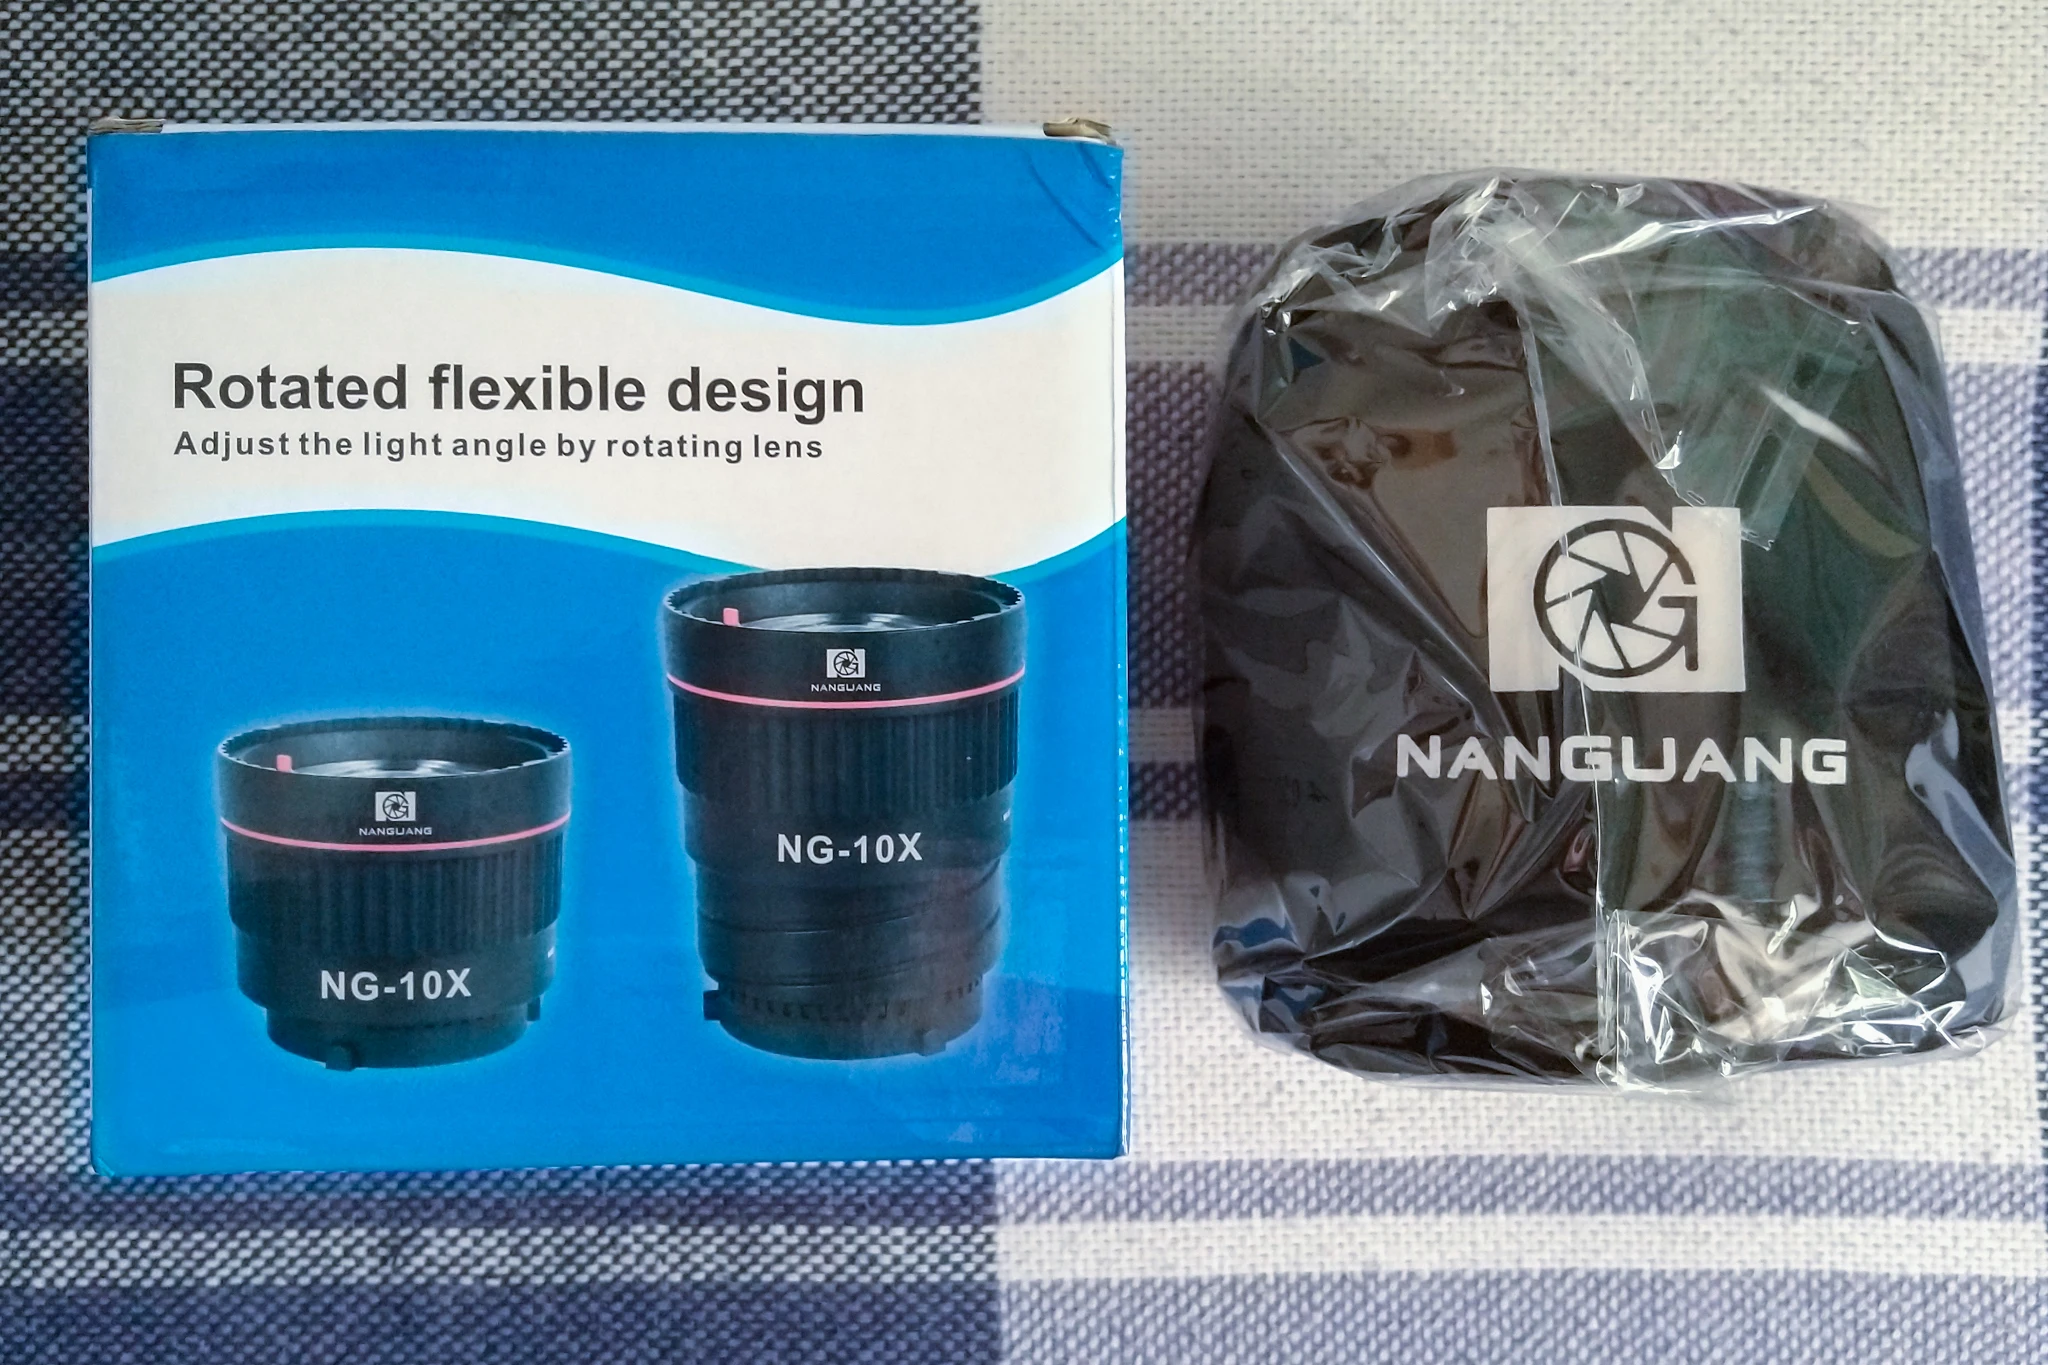 Rotated flexible design
Adjust the light angle by rotating lens
NANGUANG
NG-10X
NANGUANG
NG-10X
NANGUANG